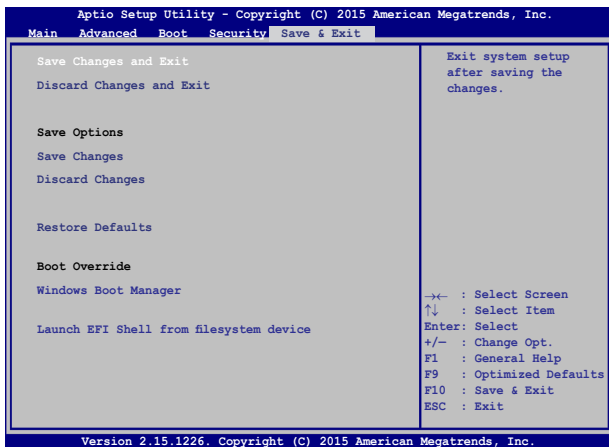 Aptio Setup Utility - Copyright (C) 2015 American Megatrends, Inc.
Main Advanced Boot Security Save & Exit
Save Changes and Exit
Discard Changes and Exit
Save Options
Save Changes
Discard Changes
Restore Defaults
Boot Override
Windows Boot Manager
Launch EFI Shell from filesystem device
Exit system setup
after saving the
changes.
→← : Select Screen
↑↓ : Select Item
Enter: Select
+/— : Change Opt.
F1 : General Help
F9 : Optimized Defaults
F10 : Save & Exit
ESC : Exit
Version 2.15.1226. Copyright (C) 2015 American Megatrends, Inc.